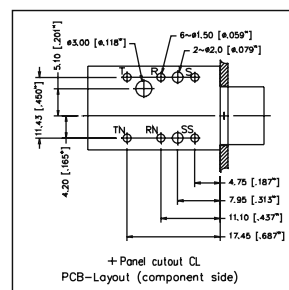 ø3.00 [ø.118"]
6-ø1.50 [ø.059"]
2-ø2.0 [ø.079"]
5.10 [.201"]
11.43 [.450"]
4.20 [.165"]
T R S
TN RN SS
4.75 [.187"]
7.95 [.313"]
11.10 [.437"]
17.45 [.687"]
+ Panel cutout CL
PCB-Layout (component side)